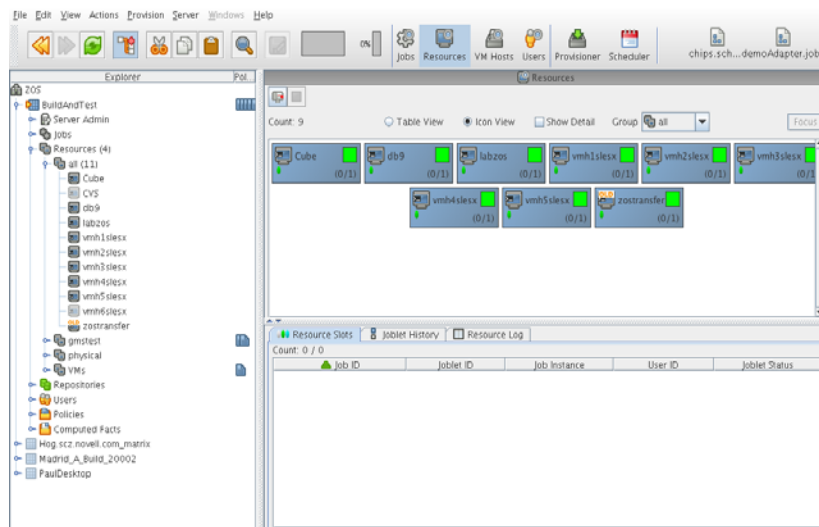 File Edit View Actions Provision Server Windows Help
0%
Jobs Resources VM Hosts Users Provisioner Scheduler chips.sch...demoAdapter.job
Explorer Pol...
ZOS
BuildAndTest
Server Admin
Jobs
Resources (4)
all (11)
Cube
CVS
db9
labzos
vmh1slesx
vmh2slesx
vmh3slesx
vmh4slesx
vmh5slesx
vmh6slesx
zostransfer
gmstest
physical
VMs
Repositories
Users
Policies
Computed Facts
Hog.scz.novell.com_matrix
Madrid_A_Build_20002
PaulDesktop
Resources
Count: 9 Table View Icon View Show Detail Group all Focus
Cube (0/1) db9 (0/1) labzos (0/1) vmh1slesx (0/1) vmh2slesx (0/1) vmh3slesx (0/1)
vmh4slesx (0/1) vmh5slesx (0/1) OLD zostransfer (0/1)
Resource Slots Joblet History Resource Log
Count: 0 / 0
Job ID Joblet ID Job Instance User ID Joblet Status